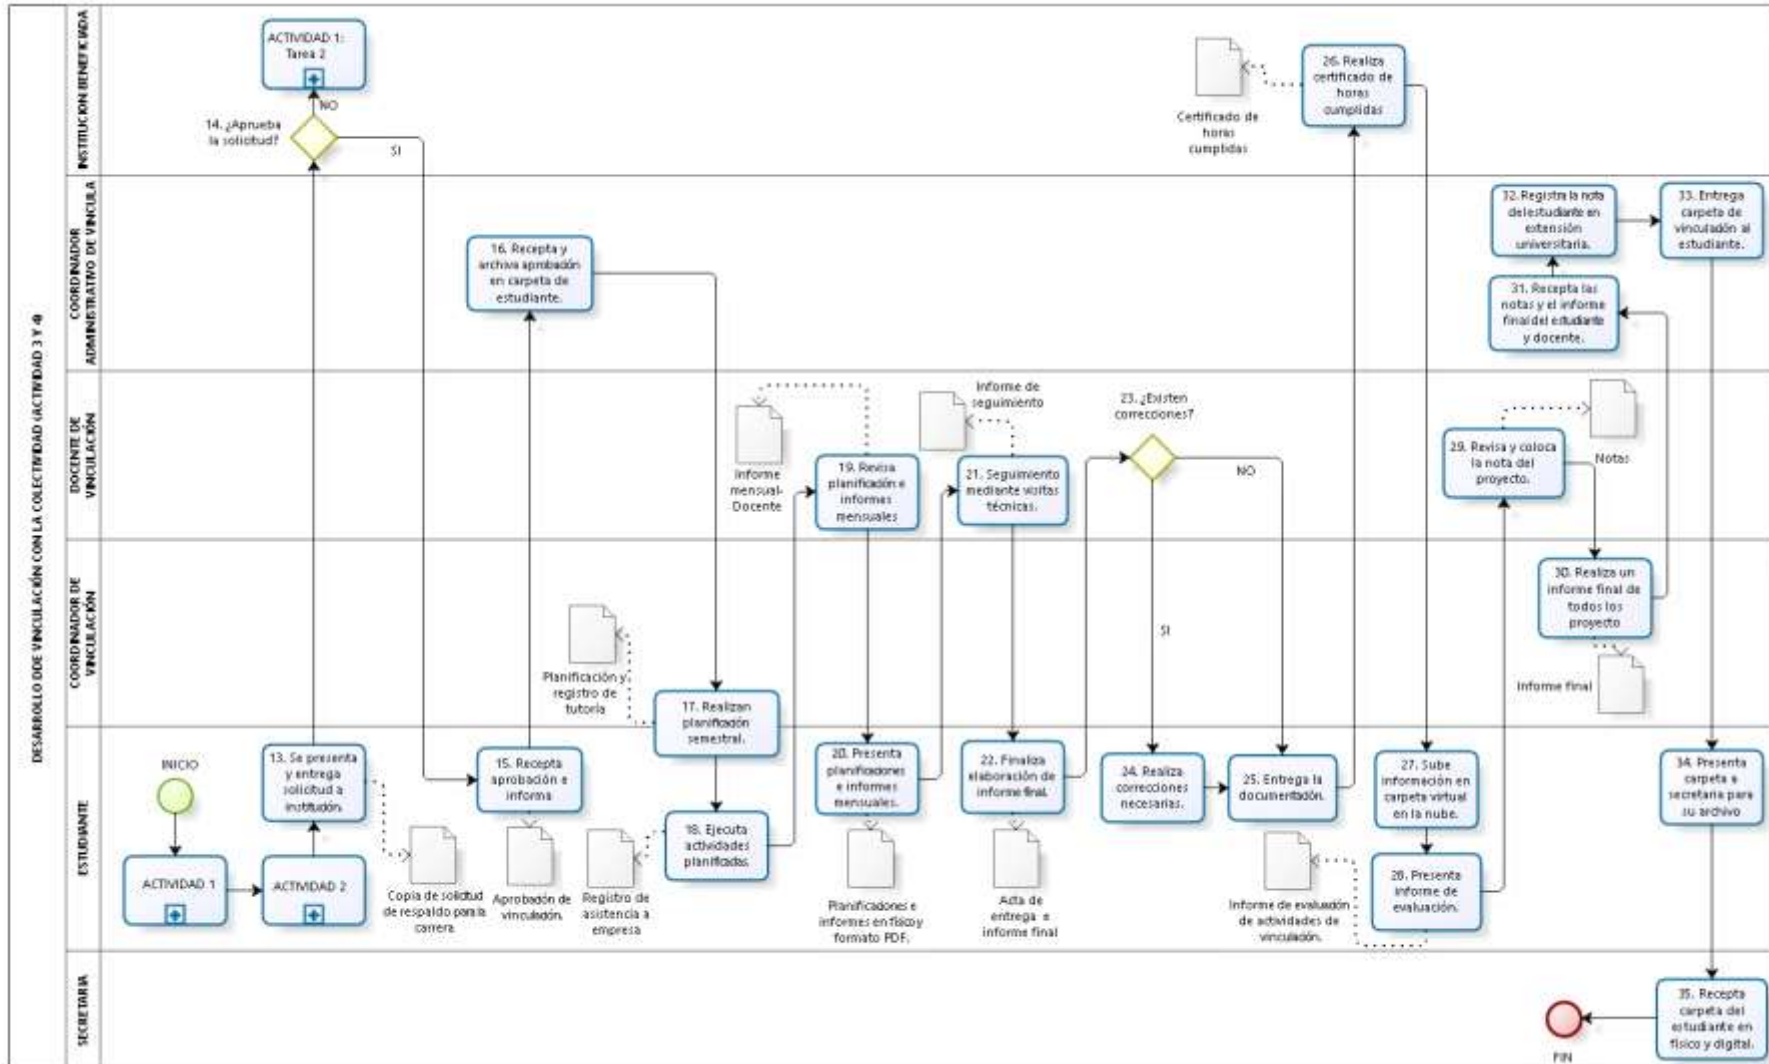 DESARROLLO DE VINCULACIÓN CON LA COLECTIVIDAD (ACTIVIDAD 3 Y 4)
INSTITUCION BENEFICIADA
ACTIVIDAD 1:
Tarea 2
NO
14. ¿Aprueba
la solicitud?
SI
Certificado de
horas
cumplidas
26. Realiza
certificado de
horas
cumplidas
COORDINADOR
ADMINISTRATIVO DE VINCULA
16. Recepta y
archiva aprobación
en carpeta de
estudiante.
32. Registra la nota
del estudiante en
extensión
universitaria.
33. Entrega
carpeta de
vinculación al
estudiante.
31. Recepta las
notas y el informe
final del estudiante
y docente.
DOCENTE DE
VINCULACIÓN
Informe
mensual-
Docente
19. Revisa
planificación e
informes
mensuales
Informe de
seguimiento
21. Seguimiento
mediante visitas
técnicas.
23. ¿Existen
correcciones?
NO
SI
29. Revisa y coloca
la nota del
proyecto.
Notas
COORDINADOR DE
VINCULACIÓN
Planificación y
registro de
tutoría
17. Realizan
planificación
semestral.
30. Realiza un
informe final de
todos los
proyecto
Informe final
ESTUDIANTE
INICIO
ACTIVIDAD 1
ACTIVIDAD 2
13. Se presenta
y entrega
solicitud a
institución.
Copia de solicitud
de respaldo para la
carrera
15. Recepta
aprobación e
informa
Aprobación de
vinculación.
18. Ejecuta
actividades
planificadas.
Registro de
asistencia a
empresa
20. Presenta
planificaciones
e informes
mensuales.
Planificaciones e
informes en físico y
formato PDF.
22. Finaliza
elaboración de
informe final.
Acta de
entrega e
informe final
24. Realiza
correcciones
necesarias.
25. Entrega la
documentación.
27. Sube
información en
carpeta virtual
en la nube.
28. Presenta
informe de
evaluación.
Informe de evaluación
de actividades de
vinculación.
34. Presenta
carpeta a
secretaria para
su archivo
SECRETARIA
35. Recepta
carpeta del
estudiante en
físico y digital.
FIN